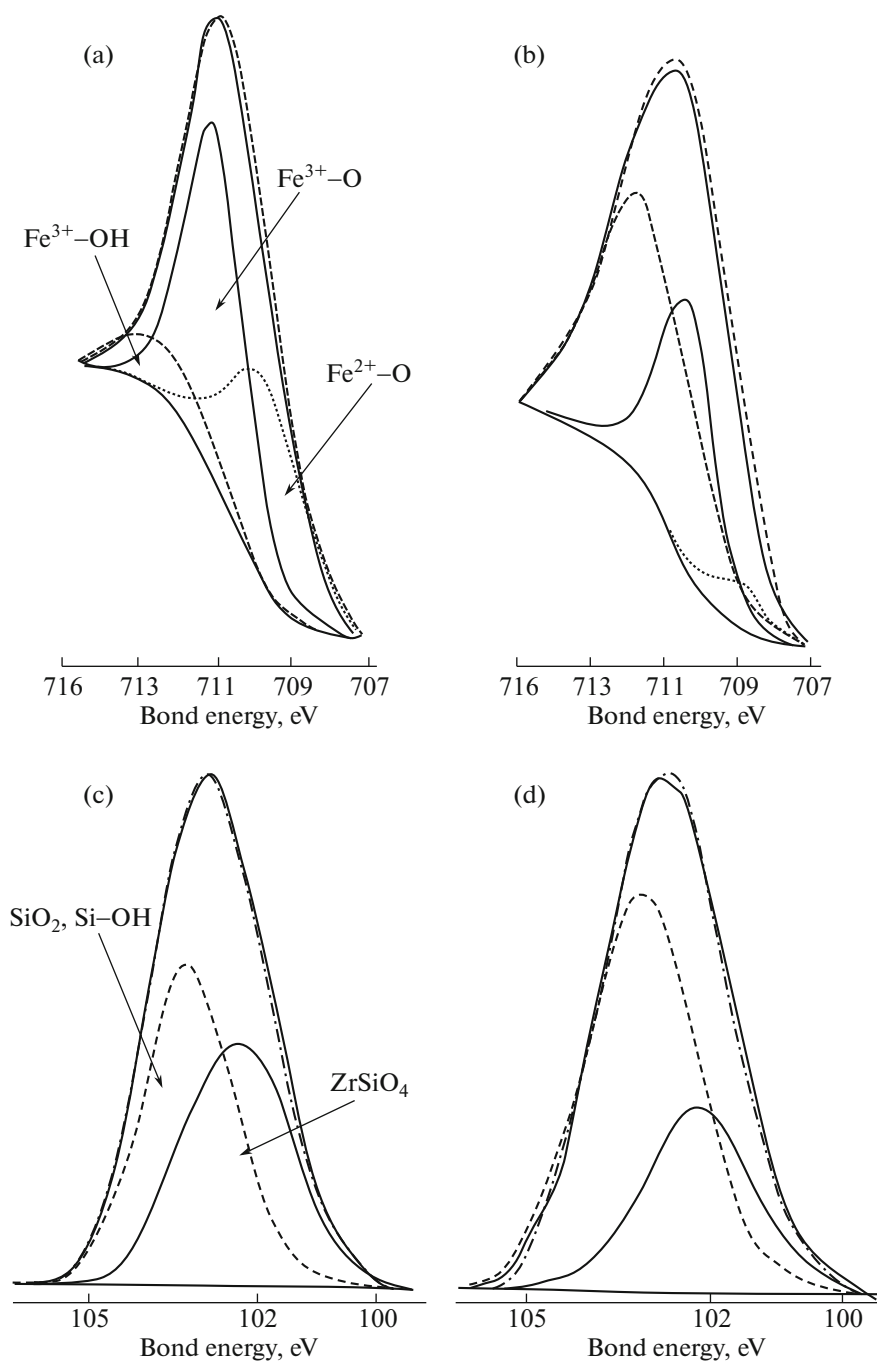 (a)
(b)
Fe³⁺–O
Fe³⁺–OH
Fe²⁺–O
716 713 711 709 707
Bond energy, eV
716 713 711 709 707
Bond energy, eV
(c)
(d)
SiO₂, Si–OH
ZrSiO₄
105 102 100
Bond energy, eV
105 102 100
Bond energy, eV